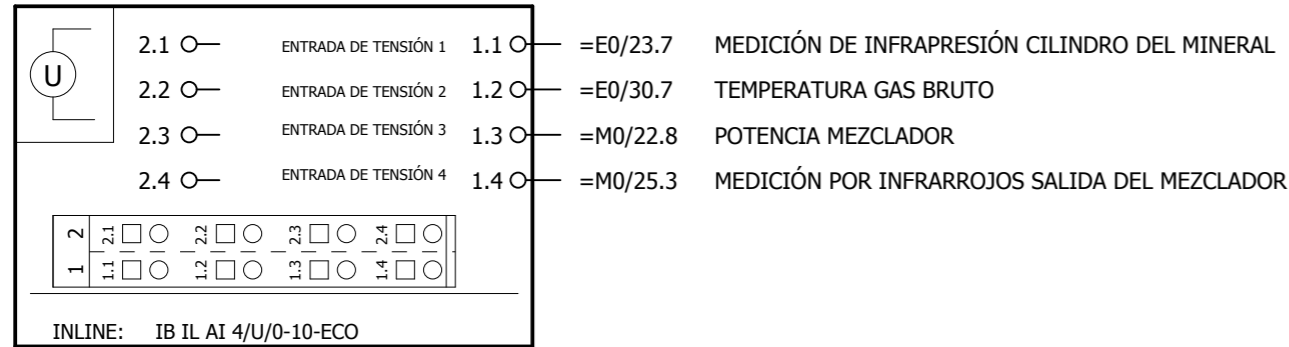 2.1 ENTRADA DE TENSIÓN 1 1.1 =E0/23.7 MEDICIÓN DE INFRAPRESIÓN CILINDRO DEL MINERAL
U
2.2 ENTRADA DE TENSIÓN 2 1.2 =E0/30.7 TEMPERATURA GAS BRUTO
2.3 ENTRADA DE TENSIÓN 3 1.3 =M0/22.8 POTENCIA MEZCLADOR
2.4 ENTRADA DE TENSIÓN 4 1.4 =M0/25.3 MEDICIÓN POR INFRARROJOS SALIDA DEL MEZCLADOR
2 2.1 2.2 2.3 2.4
1 1.1 1.2 1.3 1.4
INLINE: IB IL AI 4/U/0-10-ECO